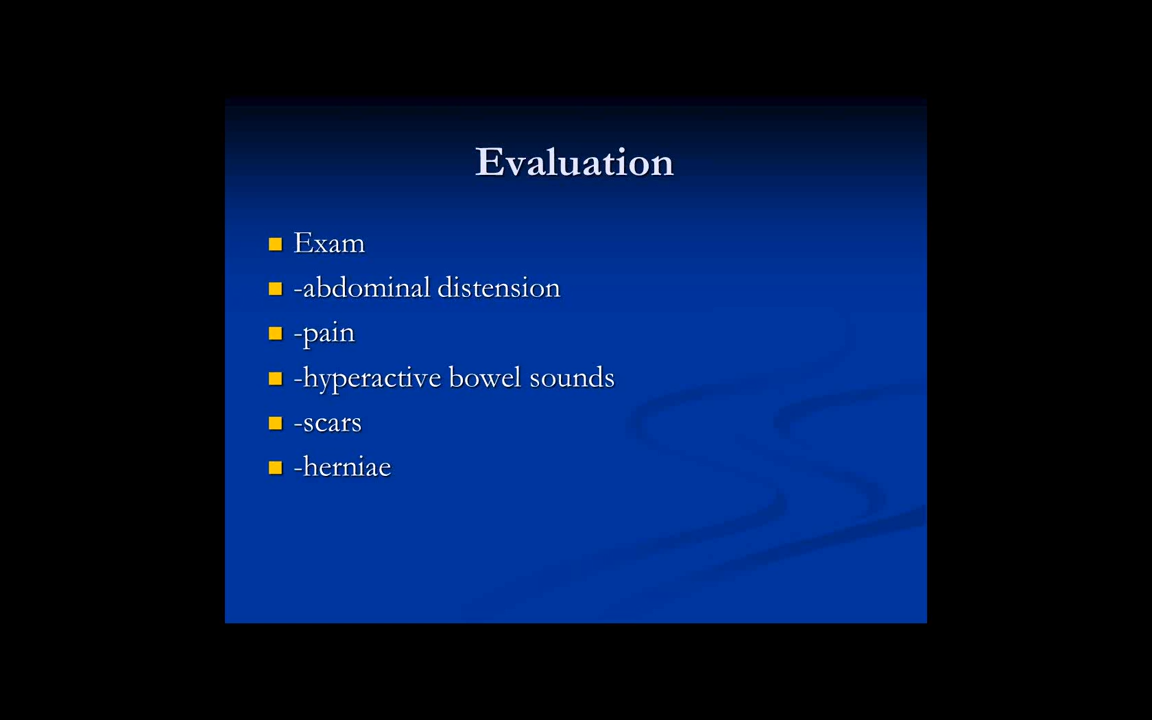 Evaluation
Exam
-abdominal distension
-pain
-hyperactive bowel sounds
-scars
-herniae